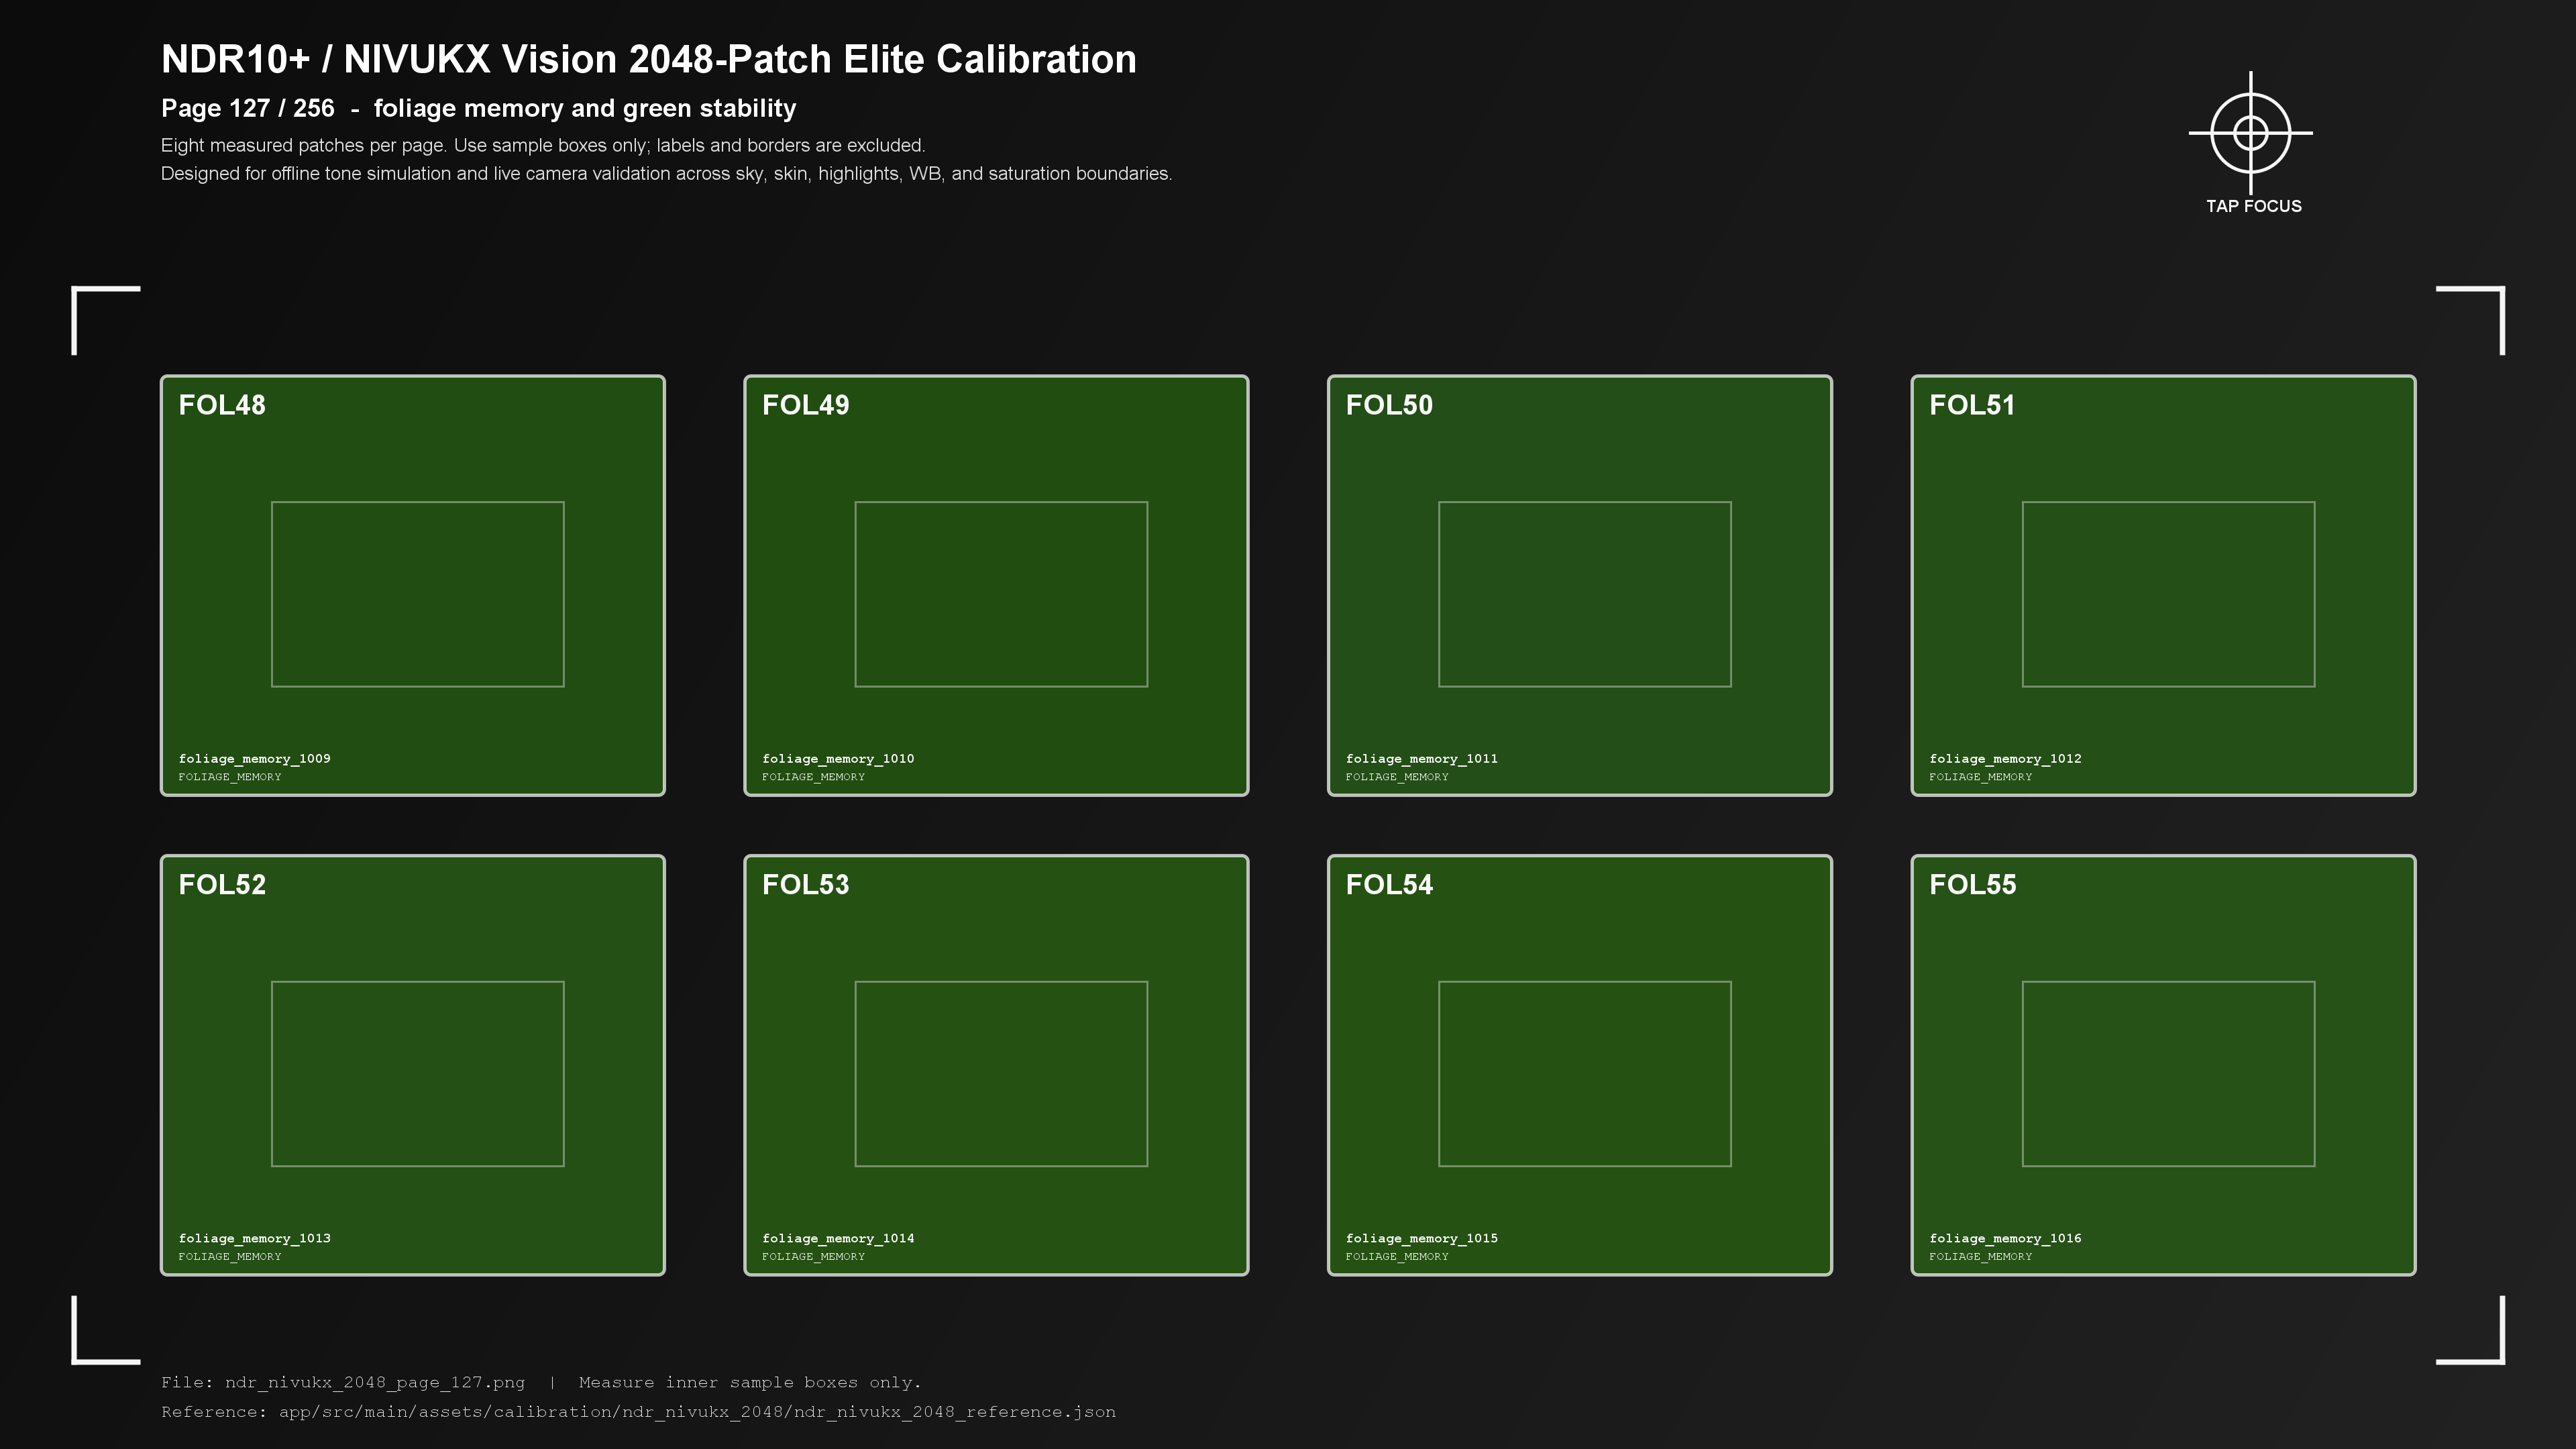 NDR10+ / NIVUKX Vision 2048-Patch Elite Calibration
Page 127 / 256 - foliage memory and green stability
Eight measured patches per page. Use sample boxes only; labels and borders are excluded.
Designed for offline tone simulation and live camera validation across sky, skin, highlights, WB, and saturation boundaries.
TAP FOCUS
FOL48
foliage_memory_1009
FOLIAGE_MEMORY
FOL49
foliage_memory_1010
FOLIAGE_MEMORY
FOL50
foliage_memory_1011
FOLIAGE_MEMORY
FOL51
foliage_memory_1012
FOLIAGE_MEMORY
FOL52
foliage_memory_1013
FOLIAGE_MEMORY
FOL53
foliage_memory_1014
FOLIAGE_MEMORY
FOL54
foliage_memory_1015
FOLIAGE_MEMORY
FOL55
foliage_memory_1016
FOLIAGE_MEMORY
File: ndr_nivukx_2048_page_127.png | Measure inner sample boxes only.
Reference: app/src/main/assets/calibration/ndr_nivukx_2048/ndr_nivukx_2048_reference.json